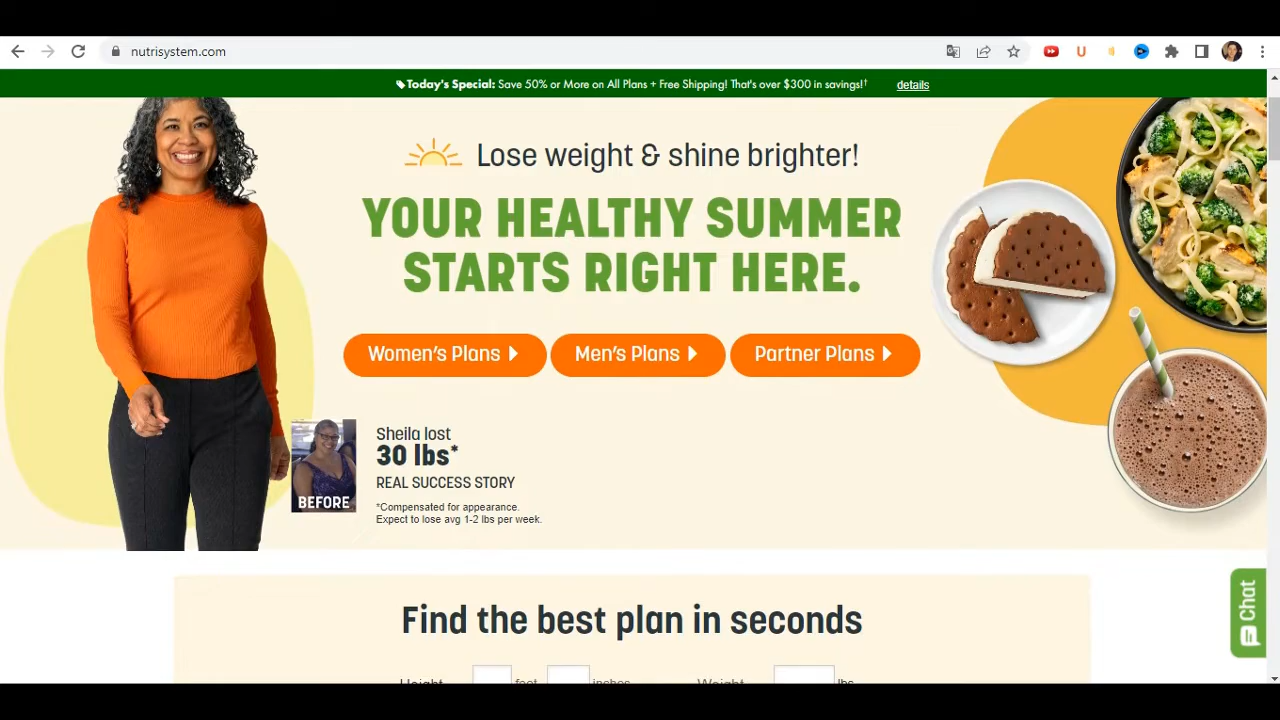 nutrisystem.com
Today's Special: Save 50% or More on All Plans + Free Shipping! That's over $300 in savings!† details
Lose weight & shine brighter!
YOUR HEALTHY SUMMER
STARTS RIGHT HERE.
Women's Plans Men's Plans Partner Plans
Sheila lost
30 lbs*
REAL SUCCESS STORY
BEFORE
*Compensated for appearance.
Expect to lose avg 1-2 lbs per week.
Chat
Find the best plan in seconds
Height feet inches Weight lbs